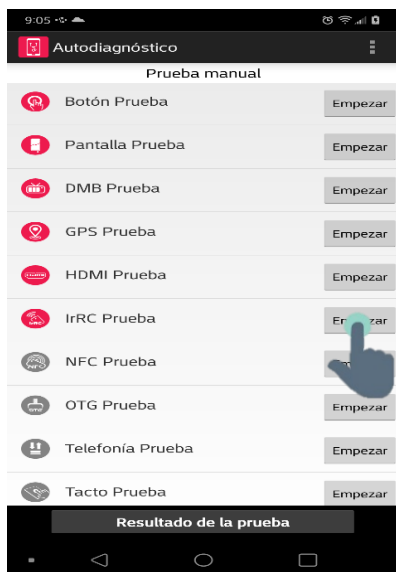 9:05
Autodiagnóstico
Prueba manual
Botón Prueba Empezar
Pantalla Prueba Empezar
DMB Prueba Empezar
GPS Prueba Empezar
HDMI Prueba Empezar
IrRC Prueba
NFC Prueba
OTG Prueba Empezar
Telefonía Prueba Empezar
Tacto Prueba Empezar
Resultado de la prueba